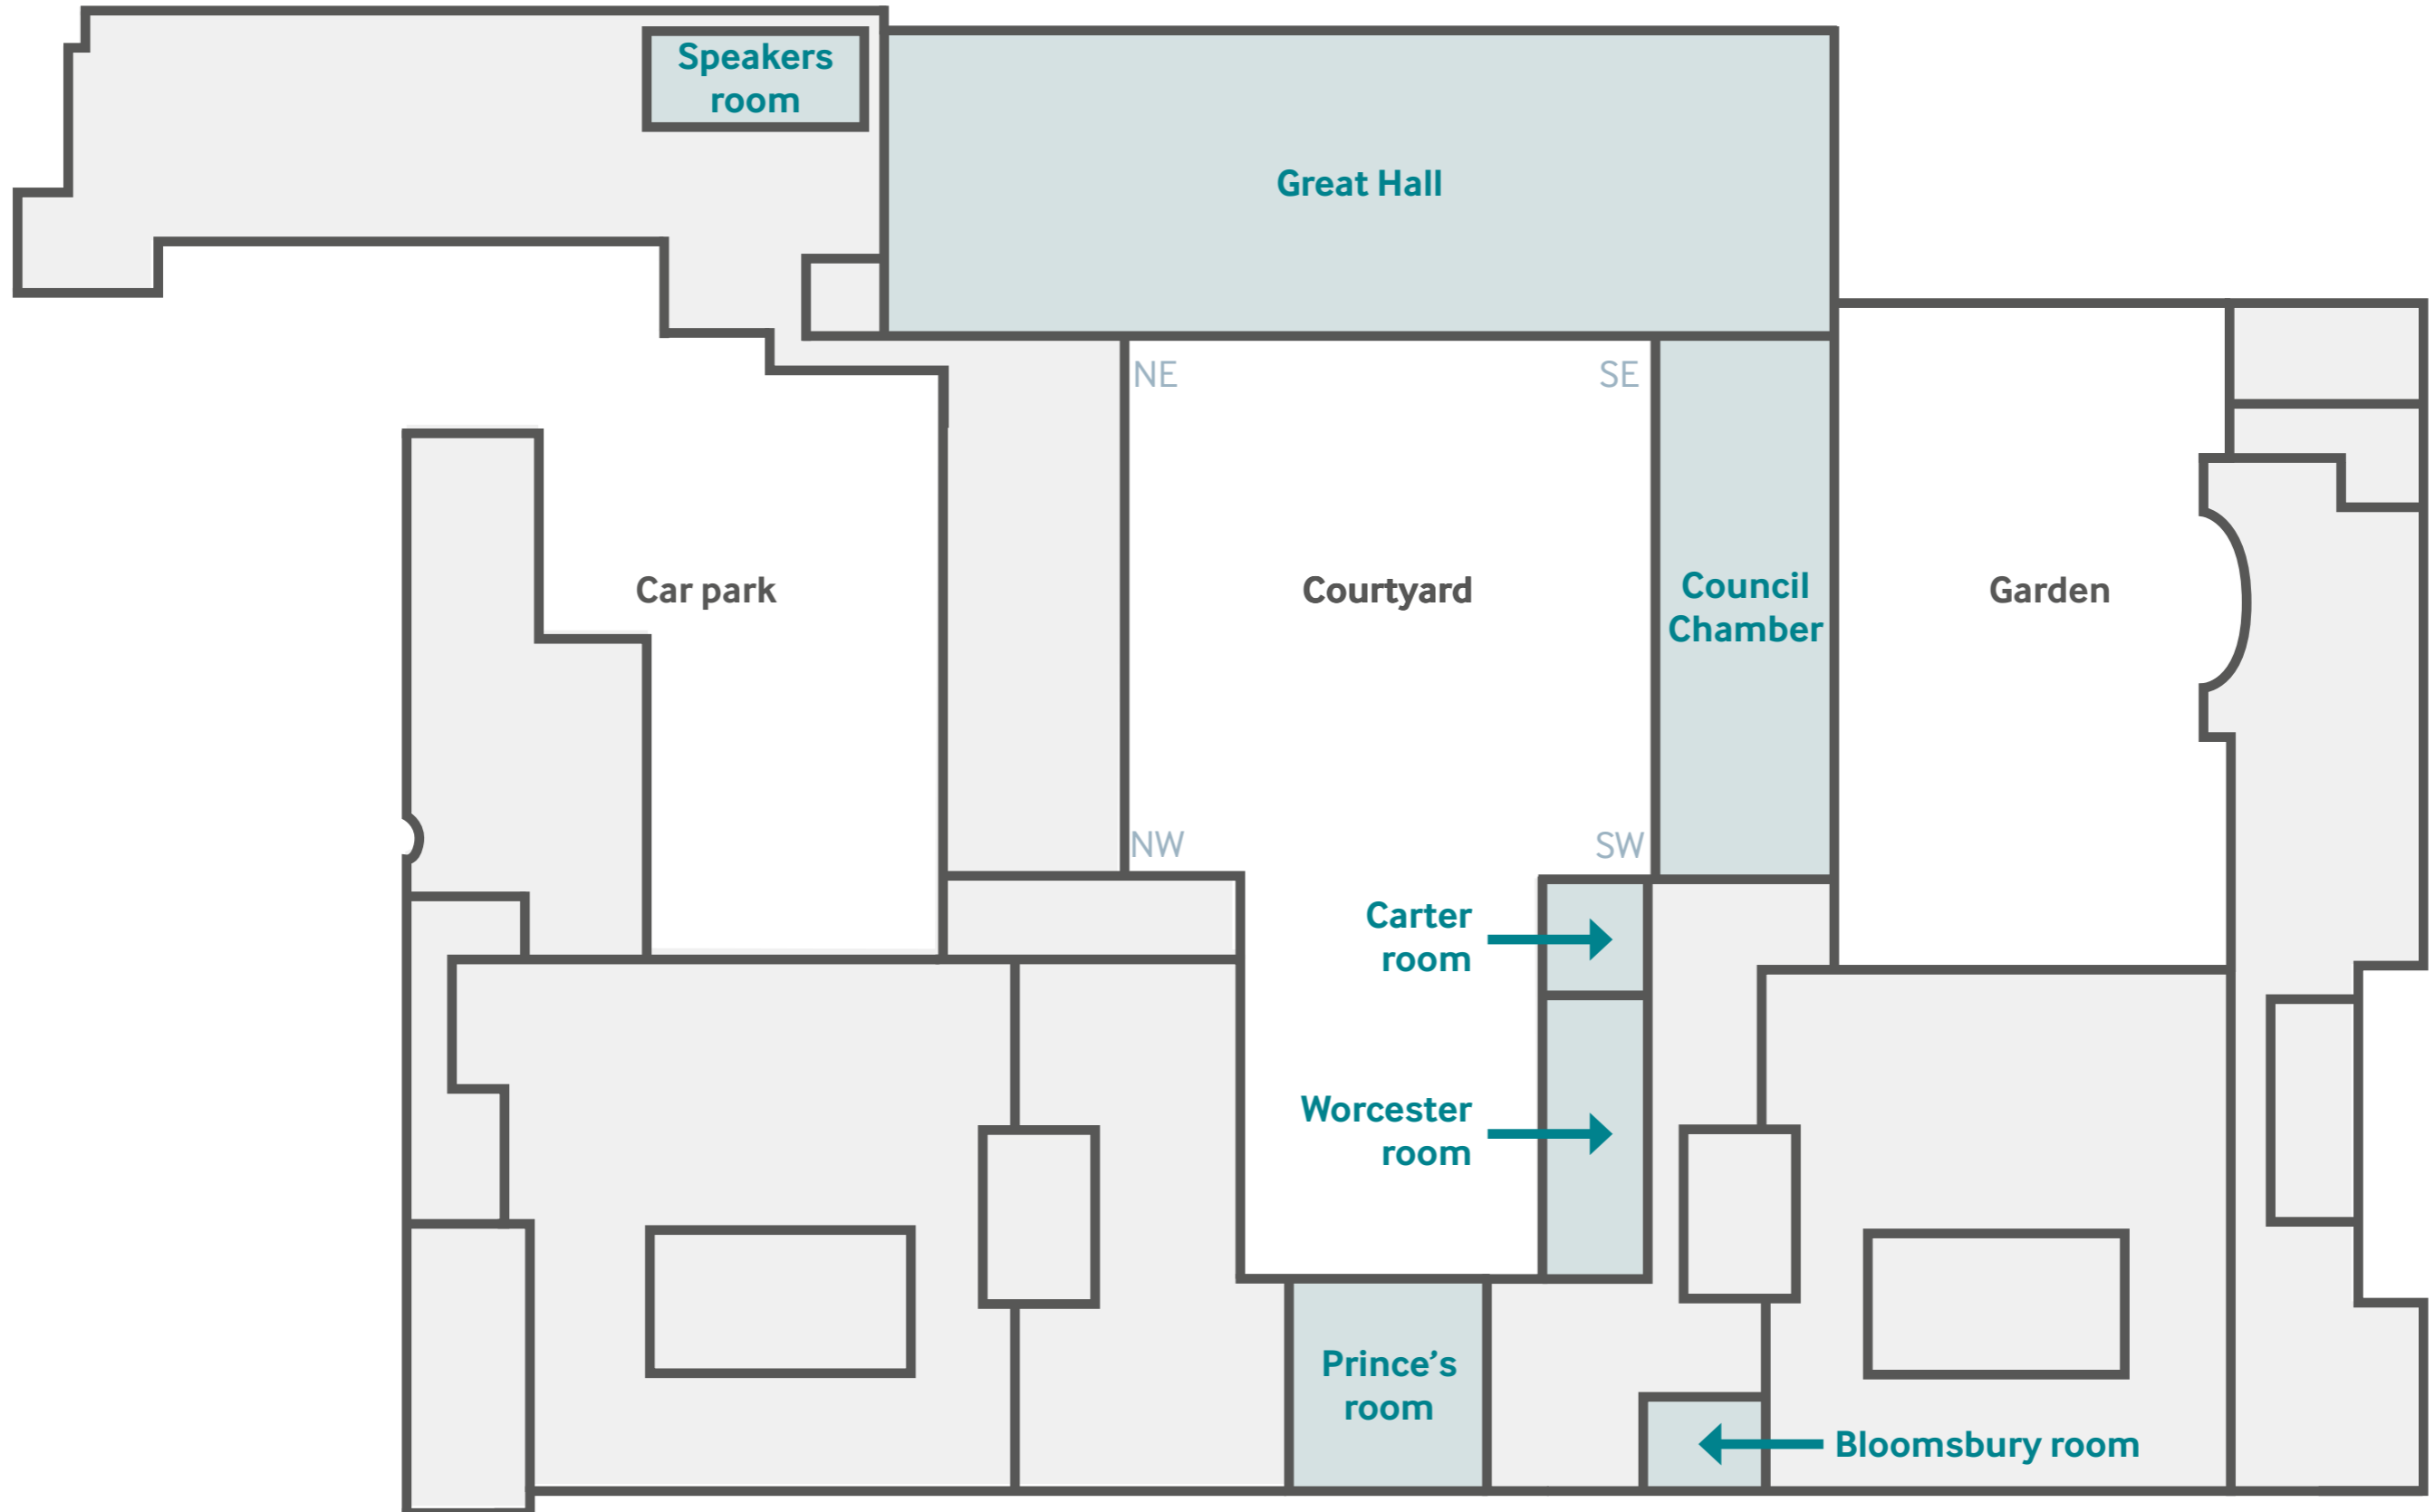 Speakers
room
Great Hall
NE
SE
Car park
Courtyard
Council
Chamber
Garden
NW
SW
Carter
room
Worcester
room
Prince’s
room
Bloomsbury room